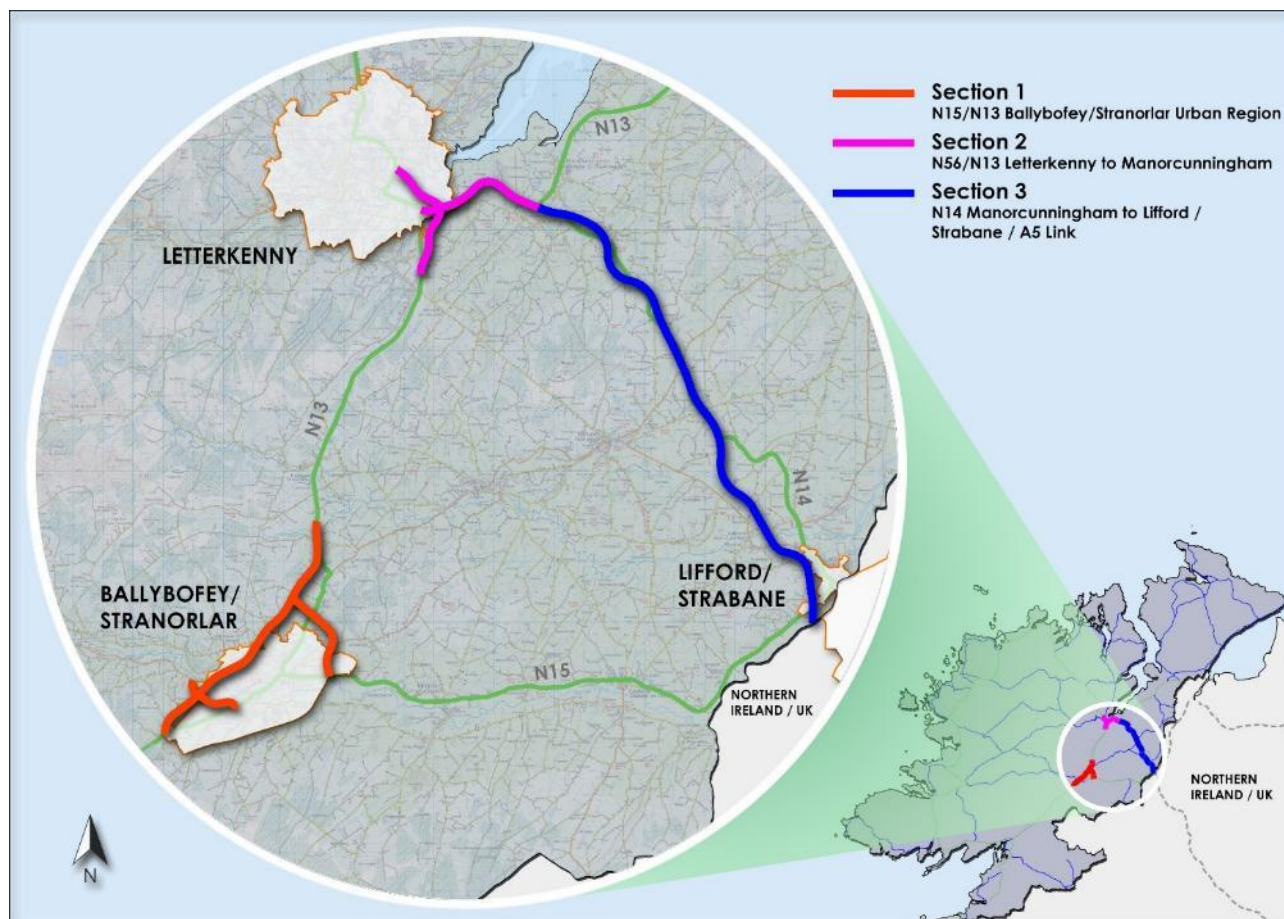 Section 1
N15/N13 Ballybofey/Stranorlar Urban Region
Section 2
N56/N13 Letterkenny to Manorcunningham
Section 3
N14 Manorcunningham to Lifford /
Strabane / A5 Link
N13
LETTERKENNY
N13
N14
BALLYBOFEY/
STRANORLAR
LIFFORD/
STRABANE
N15
NORTHERN
IRELAND / UK
NORTHERN
IRELAND / UK
N